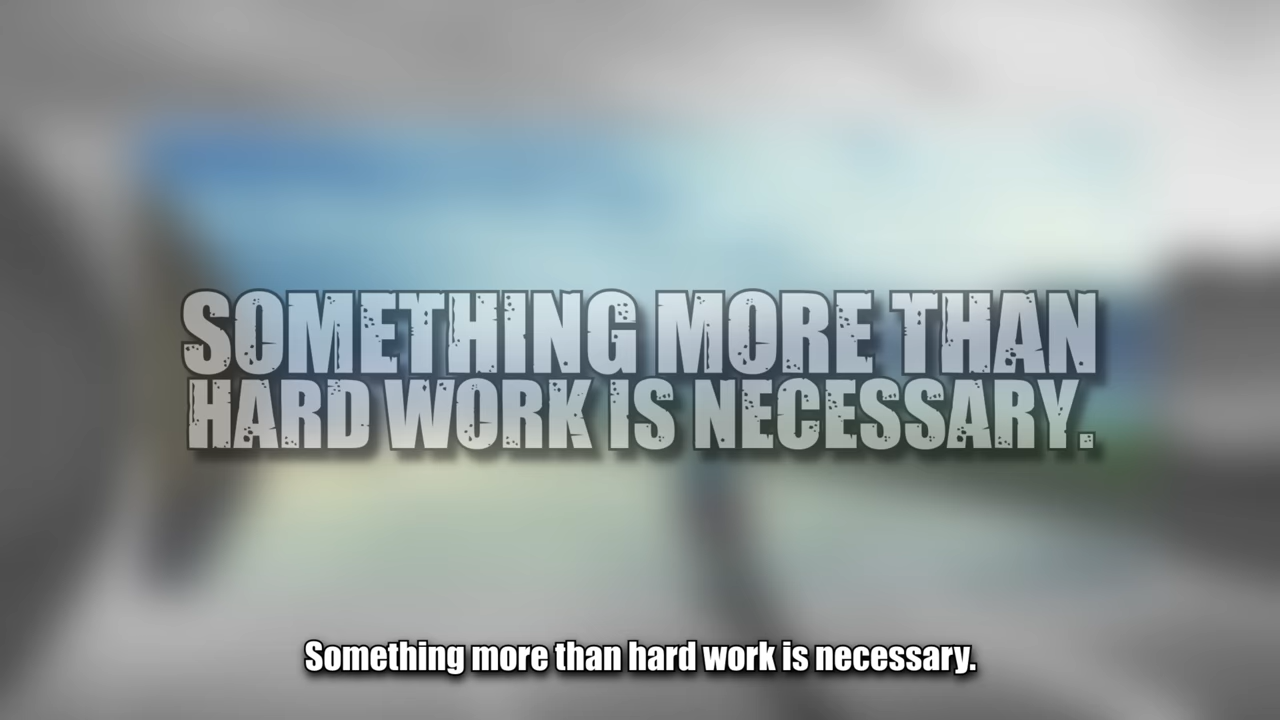 SOMETHING MORE THAN
HARD WORK IS NECESSARY.
Something more than hard work is necessary.